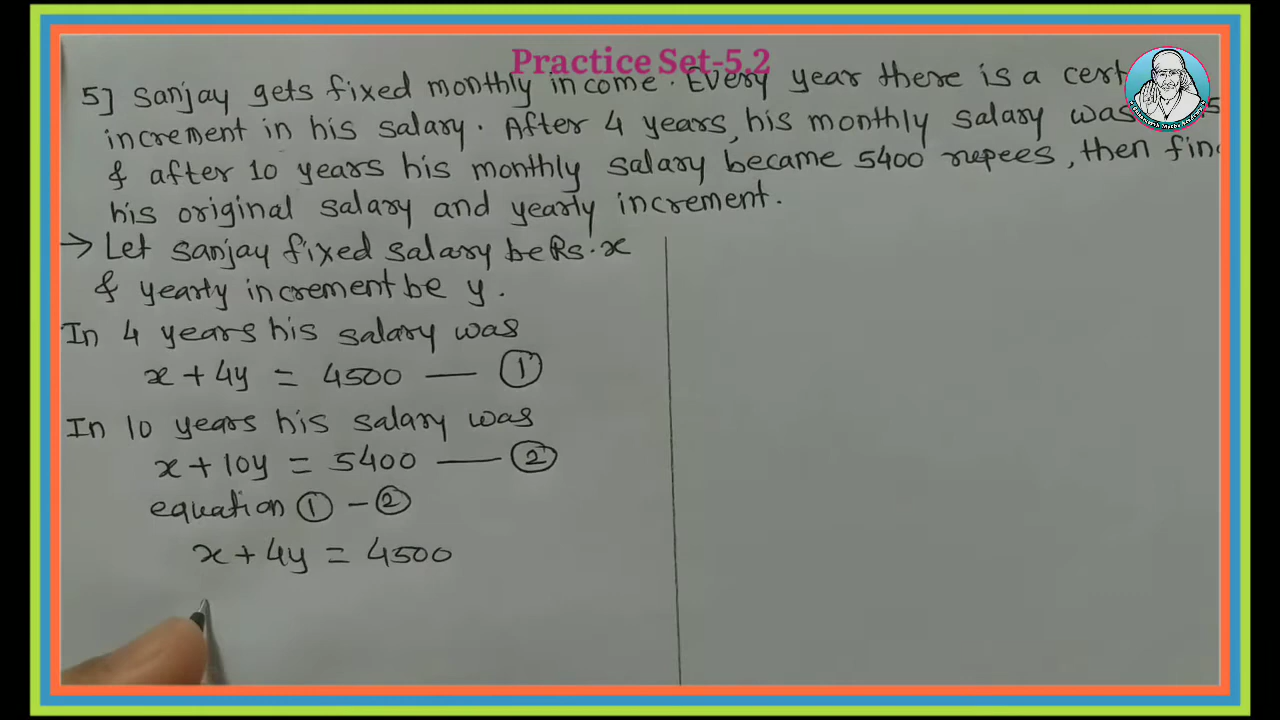 Practice Set-5.2
5] Sanjay gets fixed monthly income. Every year there is a
increment in his salary. After 4 years, his monthly salary was
& after 10 years his monthly salary became 5400 rupees, then
his original salary and yearly increment.
→ Let Sanjay fixed salary be Rs. x
& yearly increment be y.
In 4 years his salary was
x + 4y = 4500 — ①
In 10 years his salary was
x + 10y = 5400 — ②
equation ① - ②
x + 4y = 4500